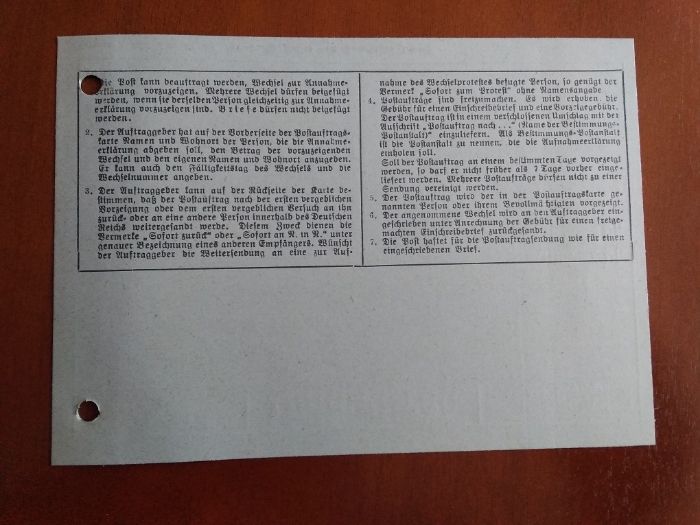 Die Post kann beauftragt werden, Wechsel zur Annahme-
erklärung vorzuzeigen. Mehrere Wechsel dürfen beigefügt
werden, wenn sie derselben Person gleichzeitig zur Annahme-
erklärung vorzuzeigen sind. Briefe dürfen nicht beigefügt
werden.
2. Der Auftraggeber hat auf der Vorderseite der Postauftrags-
karte Namen und Wohnort der Person, die die Annahme-
erklärung abgeben soll, den Betrag der vorzuzeigenden
Wechsel und den eigenen Namen und Wohnort anzugeben.
Er kann auch den Fälligkeitstag des Wechsels und die
Wechselnummer angeben.
3. Der Auftraggeber kann auf der Rückseite der Karte be-
stimmen, daß der Postauftrag nach der ersten vergeblichen
Vorzeigung oder dem ersten vergeblichen Versuch an ihn
zurück- oder an eine andere Person innerhalb des Deutschen
Reichs weitergesandt werde. Diesem Zweck dienen die
Vermerke „Sofort zurück" oder „Sofort an N. in N." unter
genauer Bezeichnung eines anderen Empfängers. Wünscht
der Auftraggeber die Weitersendung an eine zur Auf-
nahme des Wechselprotestes befugte Person, so genügt der
Vermerk „Sofort zum Protest" ohne Namensangabe
4. Postaufträge sind freizumachen. Es wird erhoben die
Gebühr für einen Einschreibebrief und eine Vorzeigegebühr.
Der Postauftrag ist in einem verschlossenen Umschlag mit der
Aufschrift „Postauftrag nach ..." (Name der Bestimmungs-
Postanstalt)" einzuliefern. Als Bestimmungs-Postanstalt
ist die Postanstalt zu nennen, die die Aufnahmeerklärung
einholen soll.
Soll der Postauftrag an einem bestimmten Tage vorgezeigt
werden, so darf er nicht früher als 7 Tage vorher einge-
liefert werden. Mehrere Postaufträge dürfen nicht zu einer
Sendung vereinigt werden.
5. Der Postauftrag wird der in der Postauftragskarte ge-
nannten Person oder ihrem Bevollmächtigten vorgezeigt.
6. Der angenommene Wechsel wird an den Auftraggeber ein-
geschrieben unter Anrechnung der Gebühr für einen freige-
machten Einschreibebrief zurückgesandt.
7. Die Post haftet für die Postauftragsendung wie für einen
eingeschriebenen Brief.